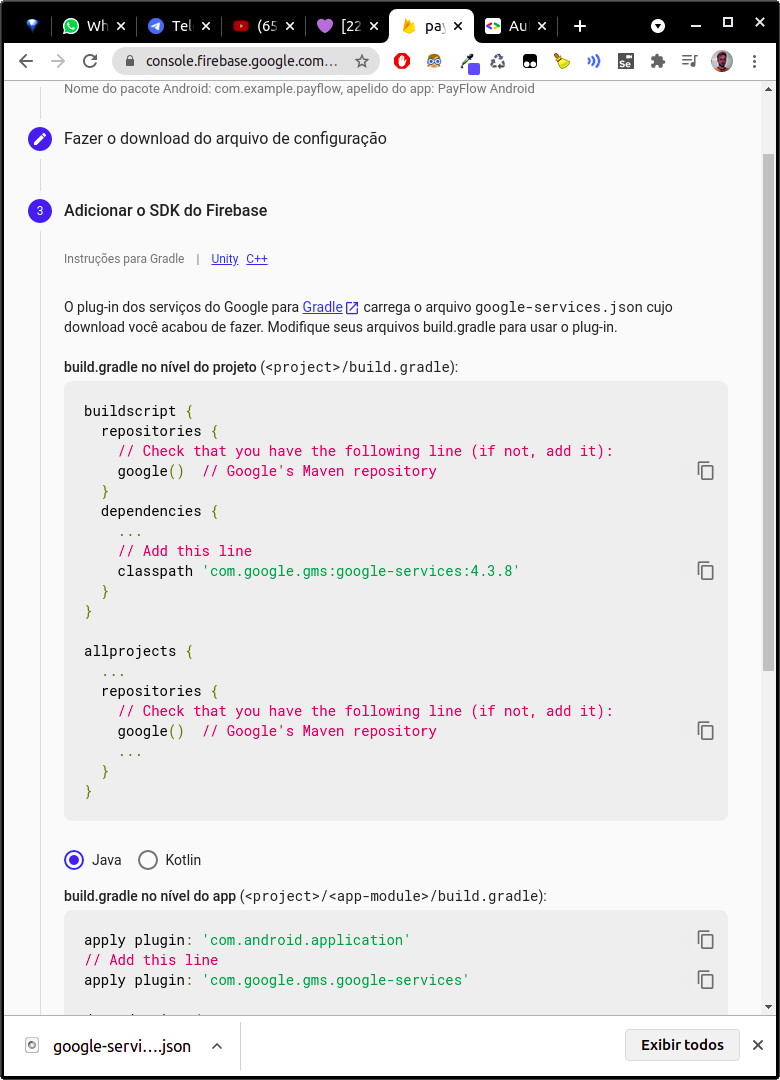 Wh
Tele
(65
[22
pay
Aut
console.firebase.google.com…
Nome do pacote Android: com.example.payflow, apelido do app: PayFlow Android
Fazer o download do arquivo de configuração
3 Adicionar o SDK do Firebase
Instruções para Gradle | Unity C++
O plug-in dos serviços do Google para Gradle carrega o arquivo google-services.json cujo
download você acabou de fazer. Modifique seus arquivos build.gradle para usar o plug-in.
build.gradle no nível do projeto (<project>/build.gradle):
buildscript {
  repositories {
    // Check that you have the following line (if not, add it):
    google()  // Google's Maven repository
  }
  dependencies {
    ...
    // Add this line
    classpath 'com.google.gms:google-services:4.3.8'
  }
}
allprojects {
  ...
  repositories {
    // Check that you have the following line (if not, add it):
    google()  // Google's Maven repository
    ...
  }
}
Java Kotlin
build.gradle no nível do app (<project>/<app-module>/build.gradle):
apply plugin: 'com.android.application'
// Add this line
apply plugin: 'com.google.gms.google-services'
google-servi….json
Exibir todos